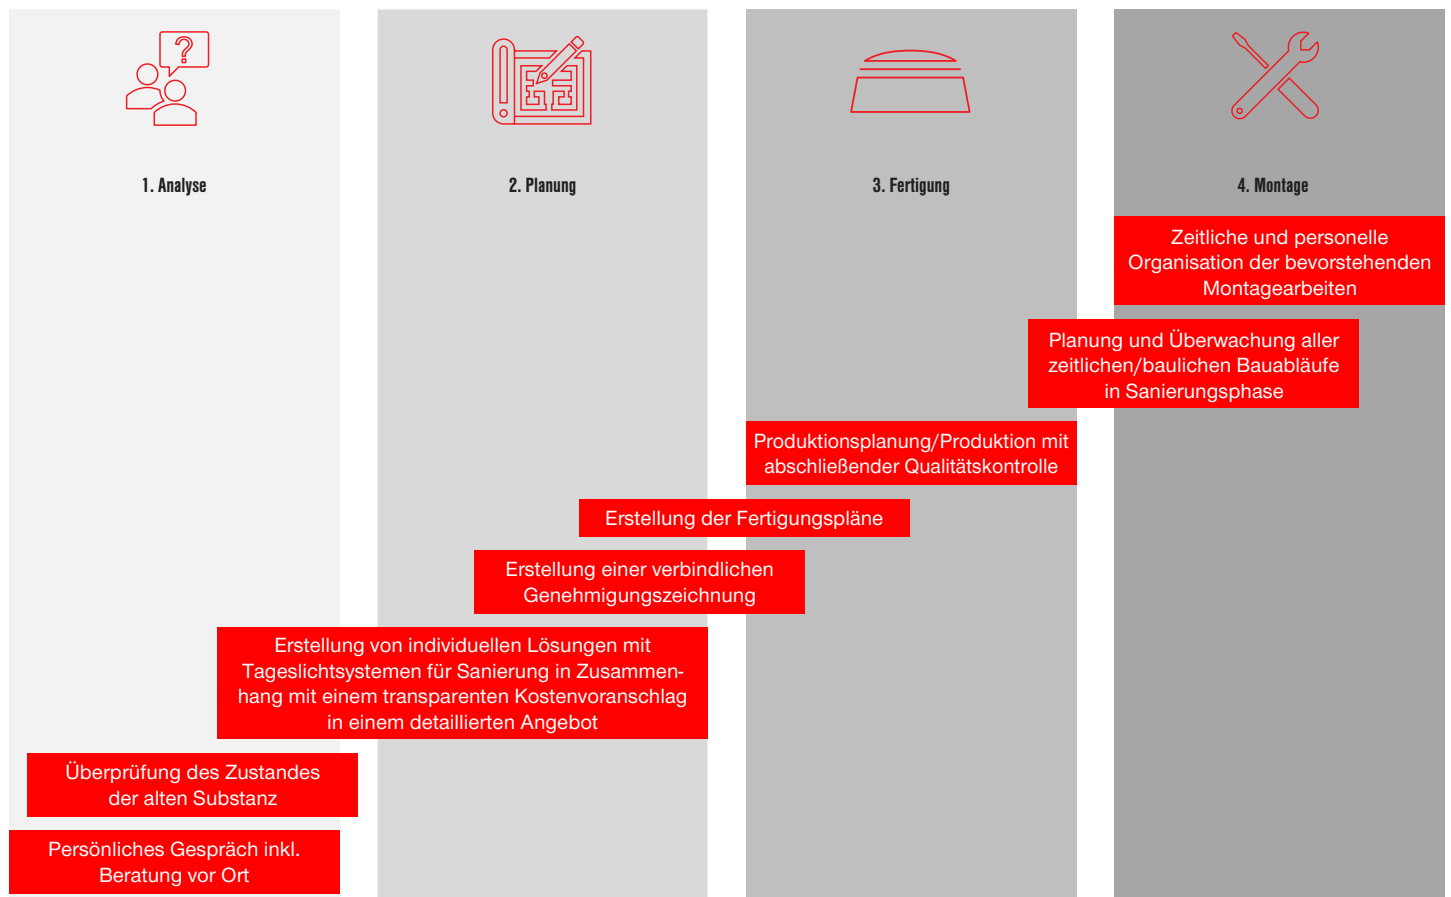 ?
1. Analyse
2. Planung
3. Fertigung
4. Montage
Zeitliche und personelle
Organisation der bevorstehenden
Montagearbeiten
Planung und Überwachung aller
zeitlichen/baulichen Bauabläufe
in Sanierungsphase
Produktionsplanung/Produktion mit
abschließender Qualitätskontrolle
Erstellung der Fertigungspläne
Erstellung einer verbindlichen
Genehmigungszeichnung
Erstellung von individuellen Lösungen mit
Tageslichtsystemen für Sanierung in Zusammen-
hang mit einem transparenten Kostenvoranschlag
in einem detaillierten Angebot
Überprüfung des Zustandes
der alten Substanz
Persönliches Gespräch inkl.
Beratung vor Ort